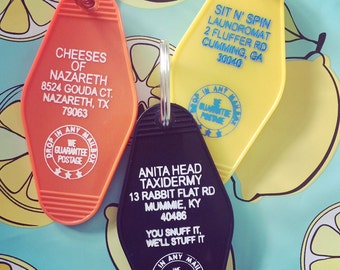 CHEESES
OF
NAZARETH
8524 GOUDA CT.
NAZARETH, TX
79063
DROP IN ANY MAILBOX
WE
GUARANTEE
POSTAGE
SIT N' SPIN
LAUNDROMAT
2 FLUFFER RD
CUMMING, GA
30040
DROP IN ANY MAILBOX
WE
GUARANTEE
POSTAGE
ANITA HEAD
TAXIDERMY
13 RABBIT FLAT RD
MUMMIE, KY
40486
YOU SNUFF IT,
WE'LL STUFF IT
DROP IN ANY MAILBOX
WE